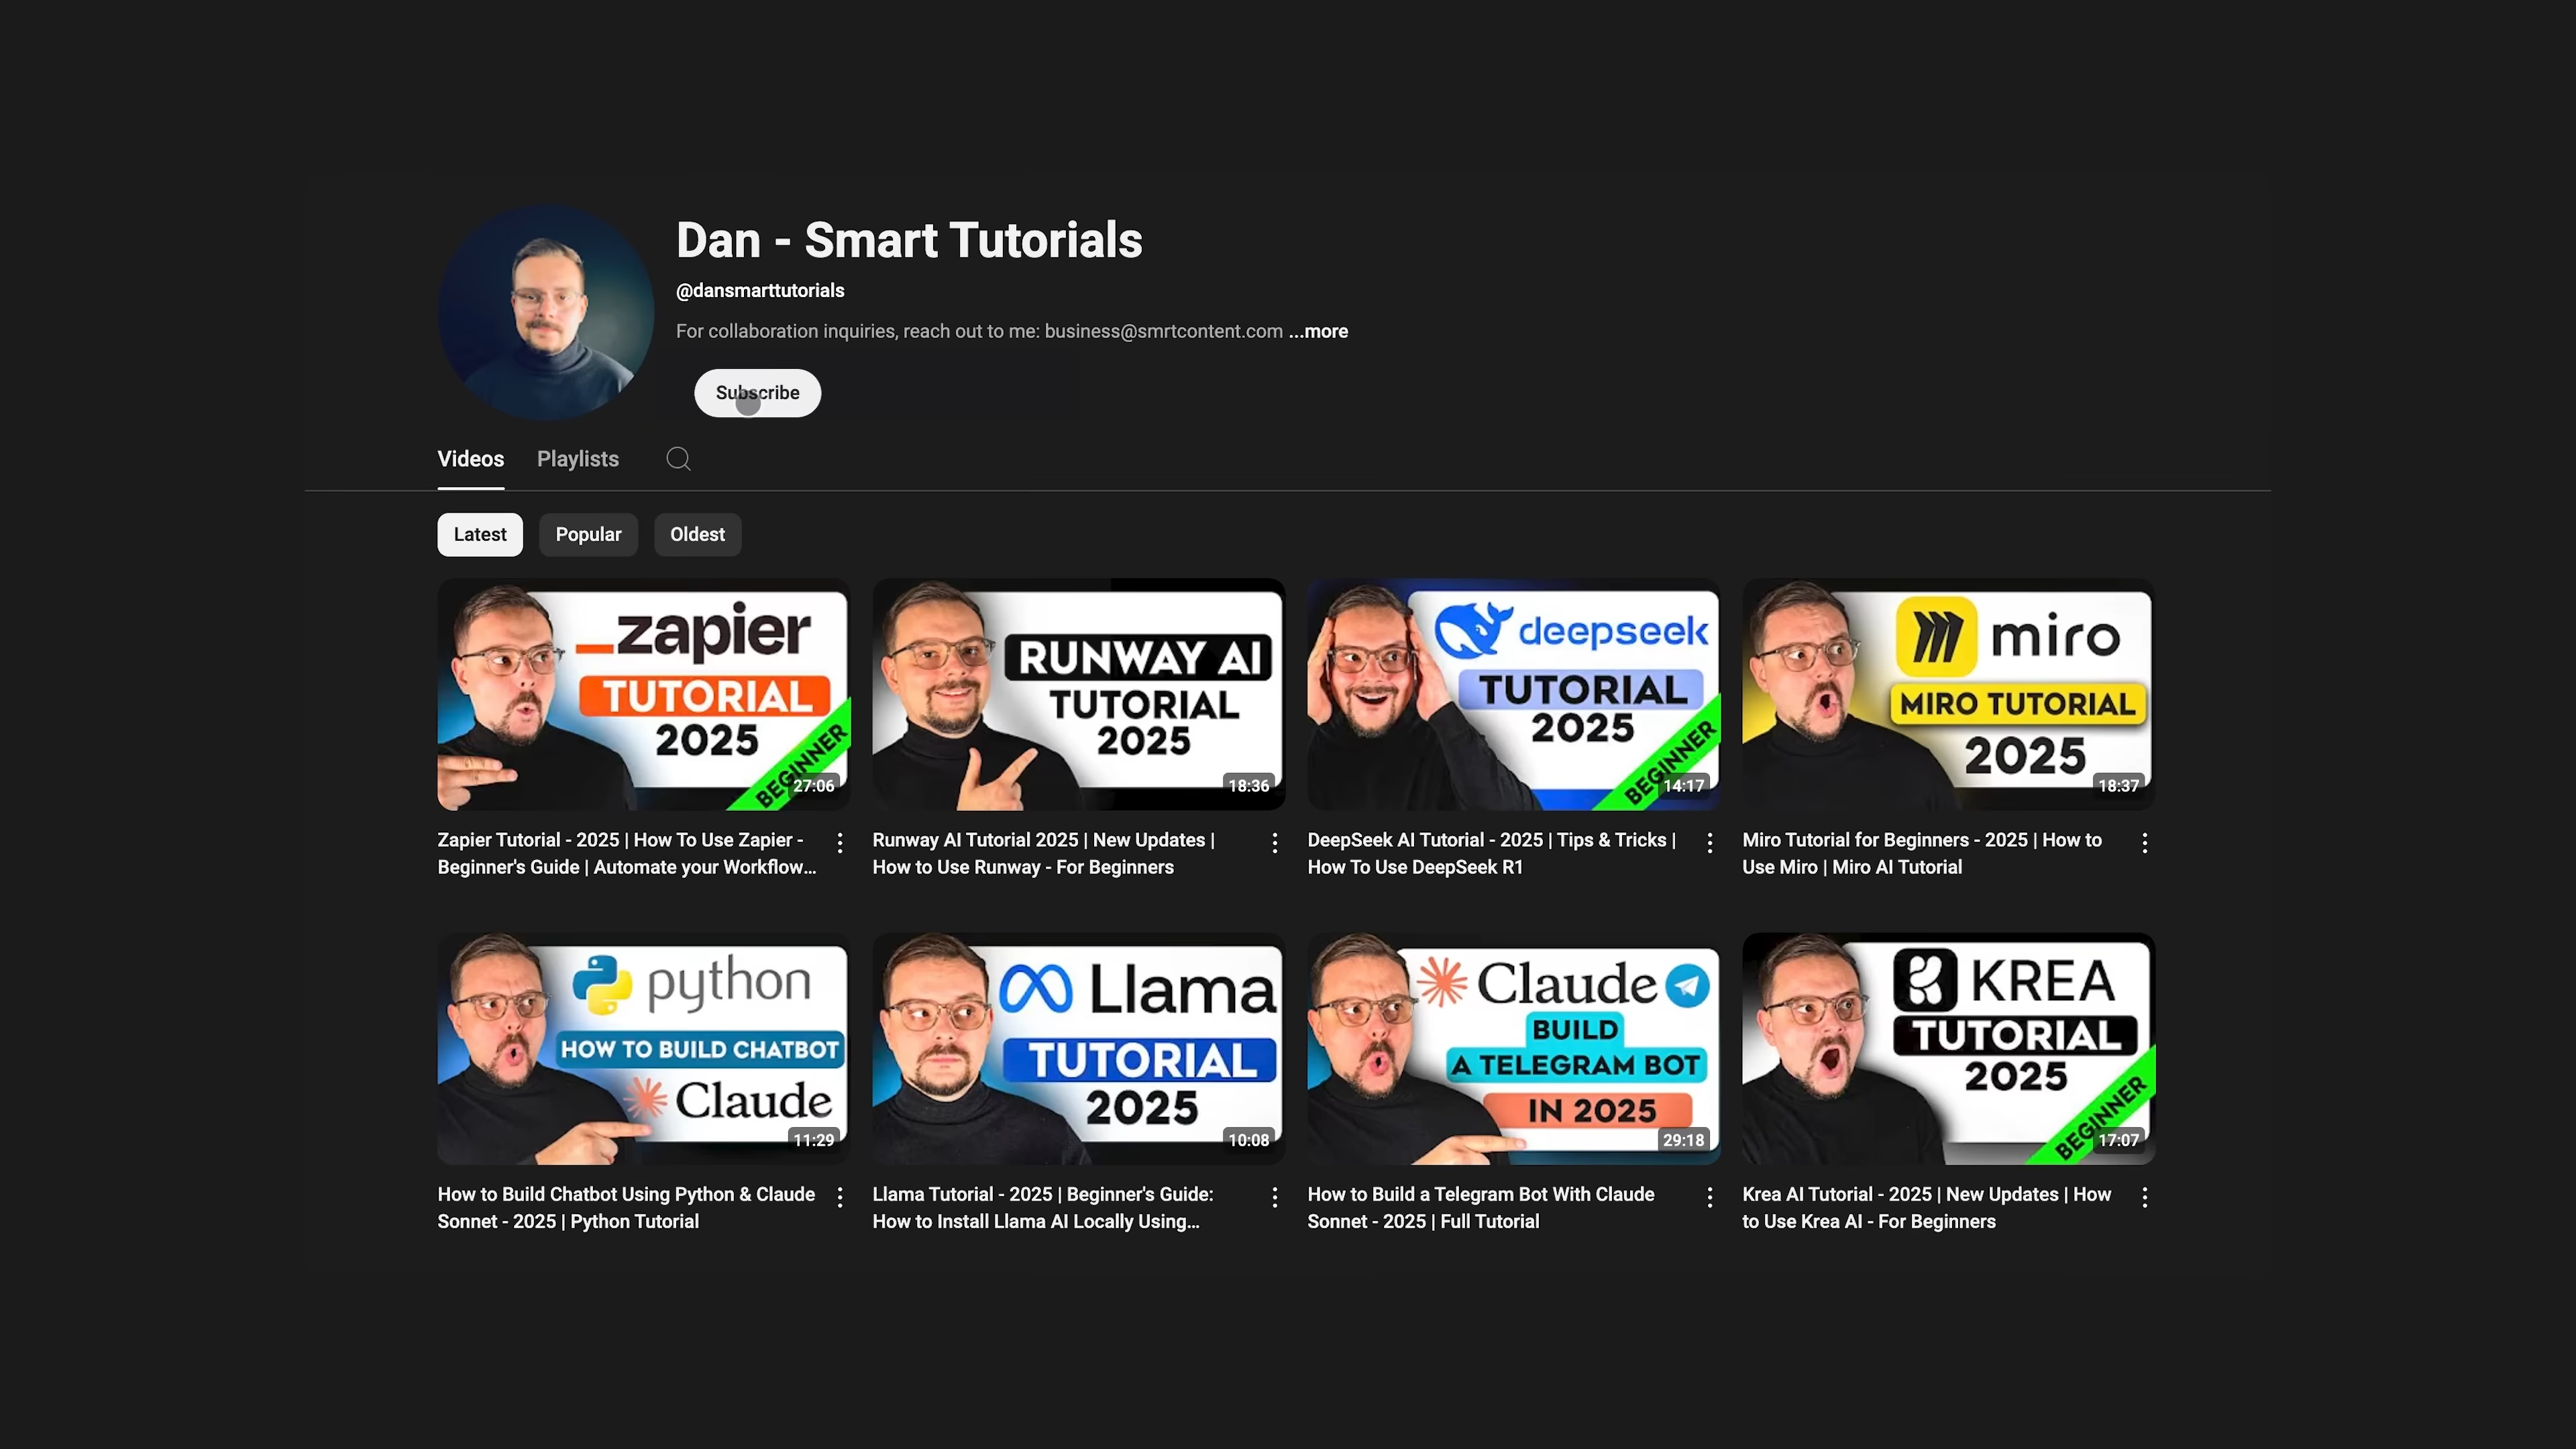 Dan - Smart Tutorials
@dansmarttutorials
For collaboration inquiries, reach out to me: business@smrtcontent.com ...more
Subscribe
Videos Playlists
Latest Popular Oldest
zapier
TUTORIAL
2025
BEGINNER
27:06
RUNWAY AI
TUTORIAL
2025
18:36
deepseek
TUTORIAL
2025
BEGINNER
14:17
miro
MIRO TUTORIAL
2025
18:37
Zapier Tutorial - 2025 | How To Use Zapier -
Beginner's Guide | Automate your Workflow...
Runway AI Tutorial 2025 | New Updates |
How to Use Runway - For Beginners
DeepSeek AI Tutorial - 2025 | Tips & Tricks |
How To Use DeepSeek R1
Miro Tutorial for Beginners - 2025 | How to
Use Miro | Miro AI Tutorial
python
HOW TO BUILD CHATBOT
Claude
11:29
Llama
TUTORIAL
2025
10:08
Claude
BUILD
A TELEGRAM BOT
IN 2025
29:18
KREA
TUTORIAL
2025
BEGINNER
17:07
How to Build Chatbot Using Python & Claude
Sonnet - 2025 | Python Tutorial
Llama Tutorial - 2025 | Beginner's Guide:
How to Install Llama AI Locally Using...
How to Build a Telegram Bot With Claude
Sonnet - 2025 | Full Tutorial
Krea AI Tutorial - 2025 | New Updates | How
to Use Krea AI - For Beginners